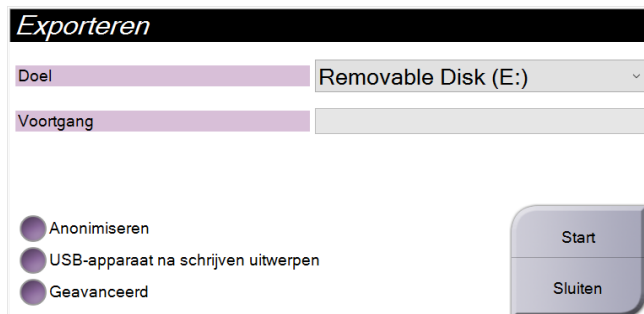 Exporteren
Doel
Removable Disk (E:)
Voortgang
Anonimiseren
USB-apparaat na schrijven uitwerpen
Geavanceerd
Start
Sluiten